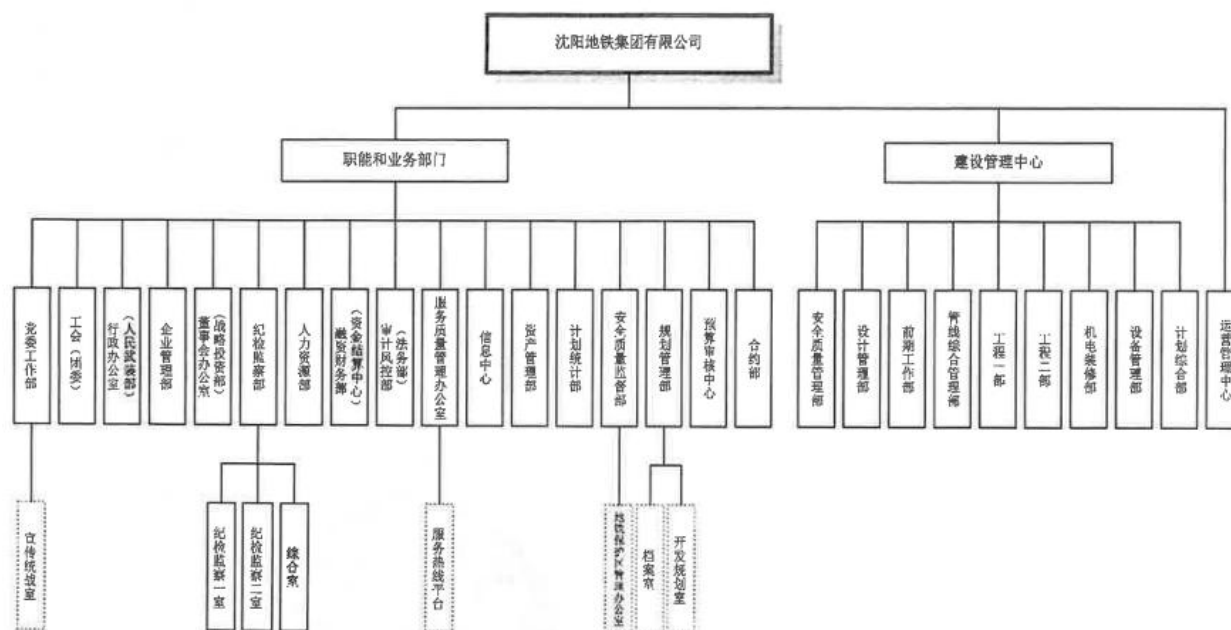 沈阳地铁集团有限公司
职能和业务部门
建设管理中心
党委工作部
工会（团委）
行政办公室
（人民武装部）
企业管理部
董事会办公室
（战略投资部）
纪检监察部
人力资源部
融资财务部
（资金结算中心）
审计风控部
（法务部）
服务质量管理办公室
信息中心
资产管理部
计划统计部
安全质量监督部
规划管理部
预算审核中心
合约部
安全质量管理部
设计管理部
前期工作部
管线综合管理部
工程一部
工程二部
机电装修部
设备管理部
计划综合部
运营管理中心
宣传统战室
纪检监察一室
纪检监察二室
综合室
服务热线平台
地铁保护区管理办公室
档案室
开发规划室